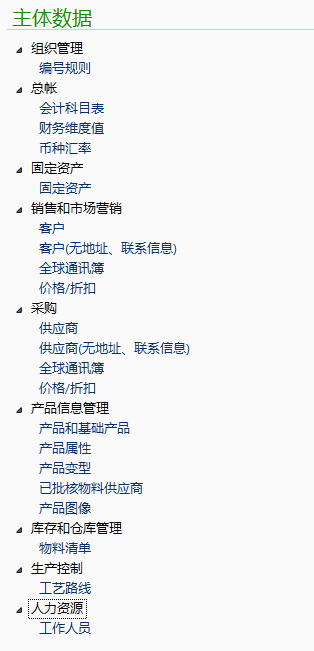 主体数据
组织管理
编号规则
总帐
会计科目表
财务维度值
币种汇率
固定资产
固定资产
销售和市场营销
客户
客户(无地址、联系信息)
全球通讯簿
价格/折扣
采购
供应商
供应商(无地址、联系信息)
全球通讯簿
价格/折扣
产品信息管理
产品和基础产品
产品属性
产品变型
已批核物料供应商
产品图像
库存和仓库管理
物料清单
生产控制
工艺路线
人力资源
工作人员